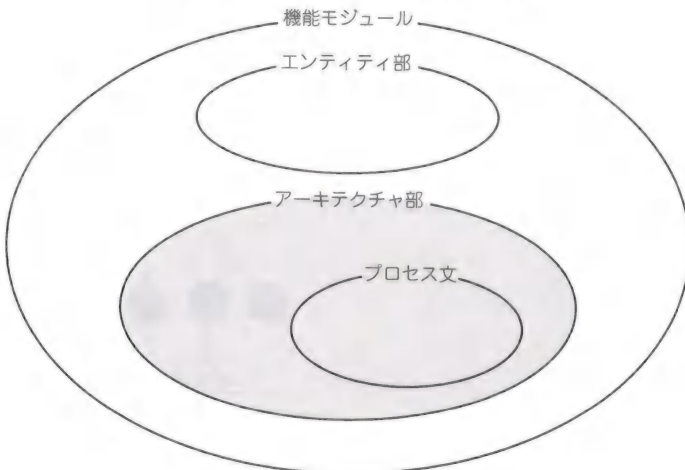 機能モジュール
エンティティ部
アーキテクチャ部
プロセス文